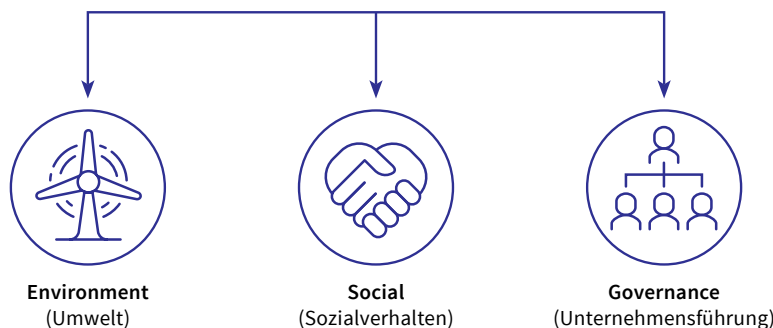 Environment
(Umwelt)
Social
(Sozialverhalten)
Governance
(Unternehmensführung)